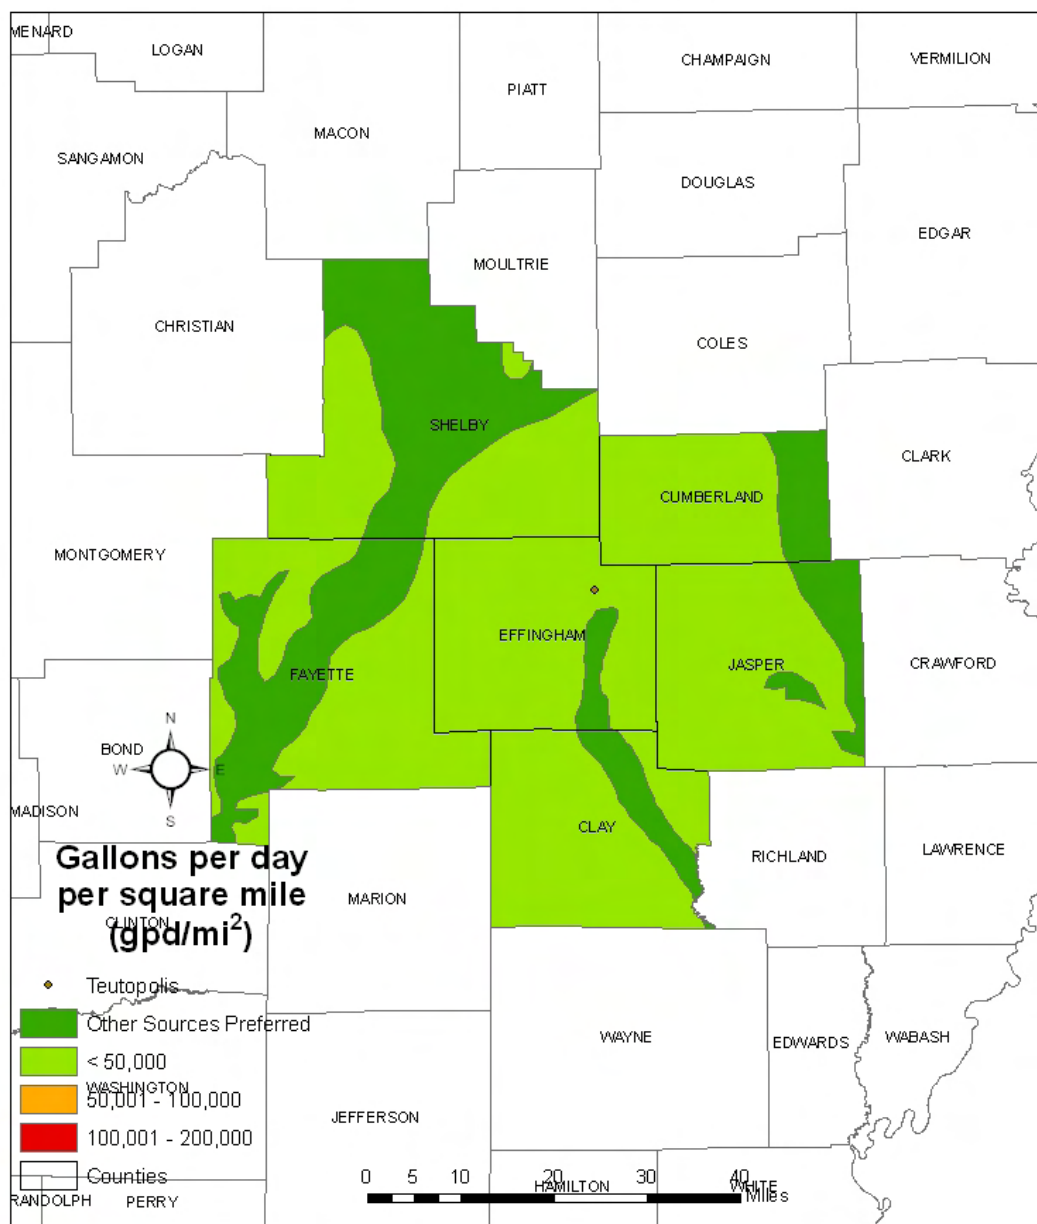 MENARD
LOGAN
PIATT
CHAMPAIGN
VERMILION
MACON
SANGAMON
DOUGLAS
EDGAR
MOULTRIE
CHRISTIAN
COLES
SHELBY
CLARK
CUMBERLAND
MONTGOMERY
EFFINGHAM
JASPER
CRAWFORD
FAYETTE
N
BOND
W
E
S
MADISON
CLAY
RICHLAND
LAWRENCE
Gallons per day
per square mile
(gpd/mi²)
CLINTON
MARION
Teutopolis
Other Sources Preferred
< 50,000
WASHINGTON
50,001 - 100,000
100,001 - 200,000
Counties
WAYNE
EDWARDS
WABASH
JEFFERSON
RANDOLPH
PERRY
HAMILTON
WHITE
0 5 10 20 30 40
Miles